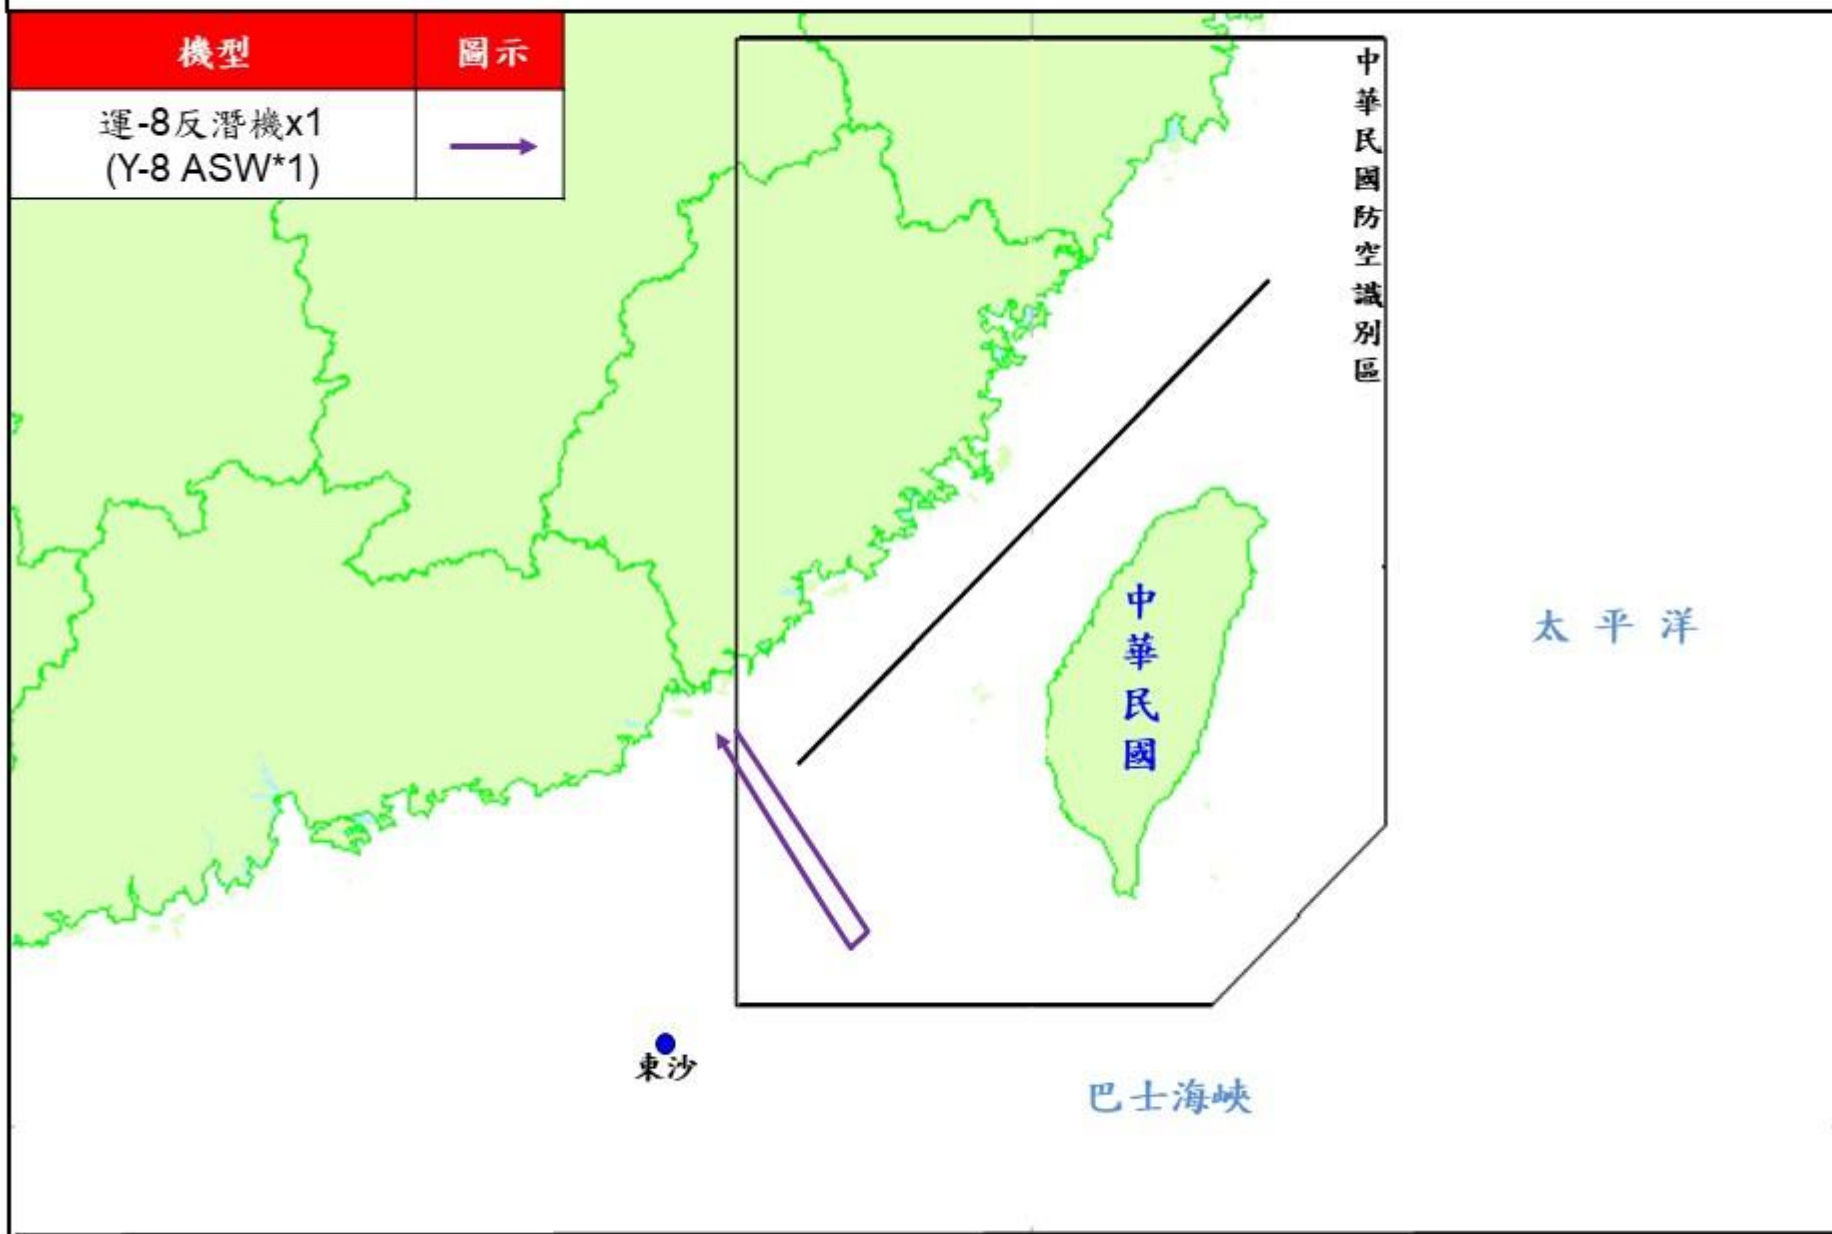 機型
圖示
運-8反潛機x1
(Y-8 ASW*1)
中華民國防空識別區
中華民國
太平洋
東沙
巴士海峽